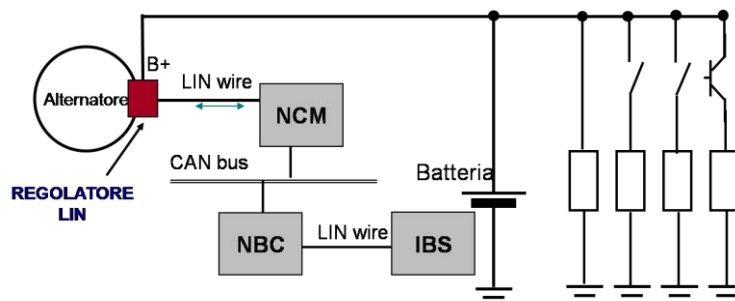 B+
LIN wire
Alternatore
NCM
CAN bus
Batteria
REGOLATORE
LIN
NBC
LIN wire
IBS